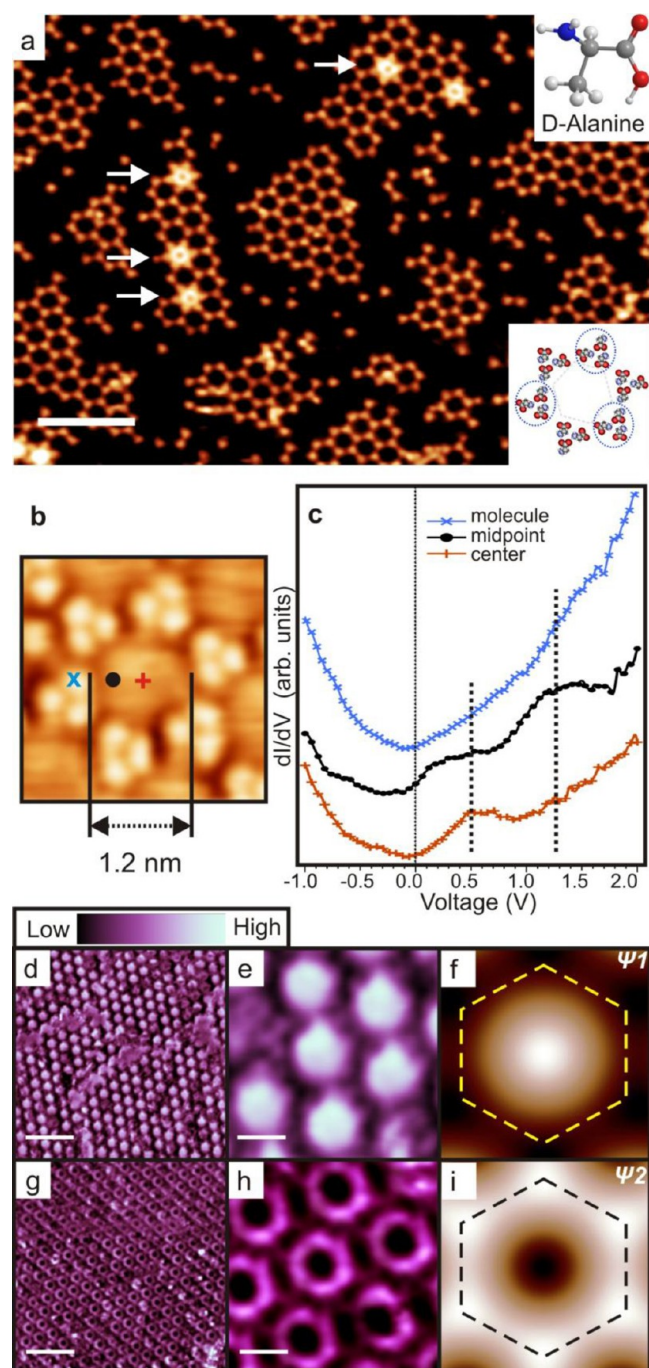 a
D-Alanine
b
1.2 nm
c
molecule
midpoint
center
dI/dV (arb. units)
-1.0 -0.5 0.0 0.5 1.0 1.5 2.0
Voltage (V)
Low High
d
e
f
Ψ1
g
h
i
Ψ2